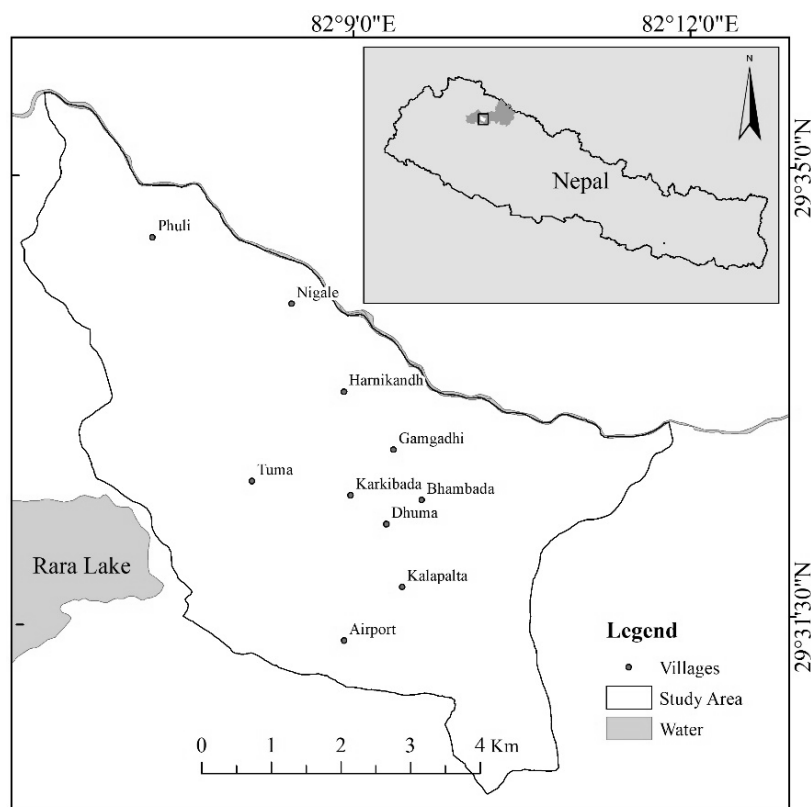 82°9'0"E
82°12'0"E
N
29°35'0"N
Nepal
Phuli
Nigale
Harnikandh
Gamgadhi
Tuma
Karkibada
Bhambada
Dhuma
Rara Lake
Kalapalta
Airport
29°31'30"N
Legend
Villages
Study Area
Water
0 1 2 4 Km